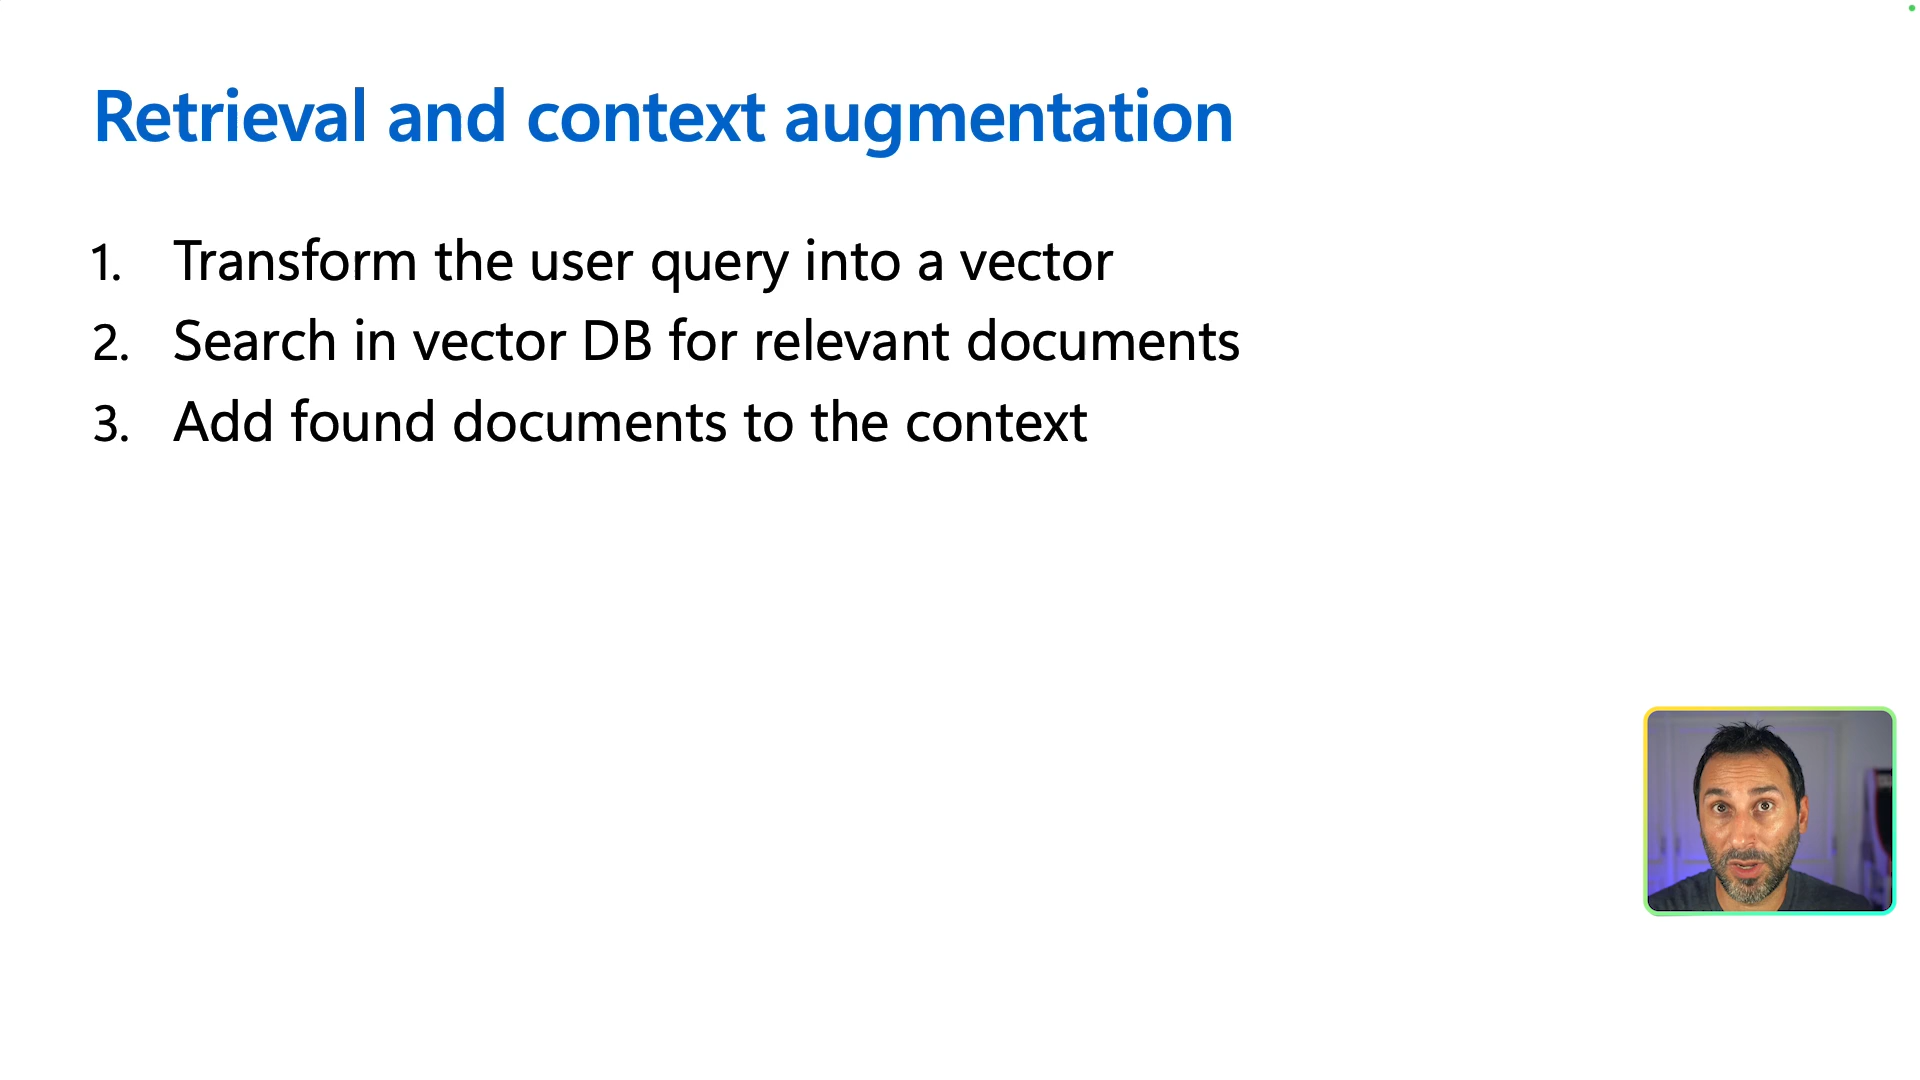 Retrieval and context augmentation
1. Transform the user query into a vector
2. Search in vector DB for relevant documents
3. Add found documents to the context